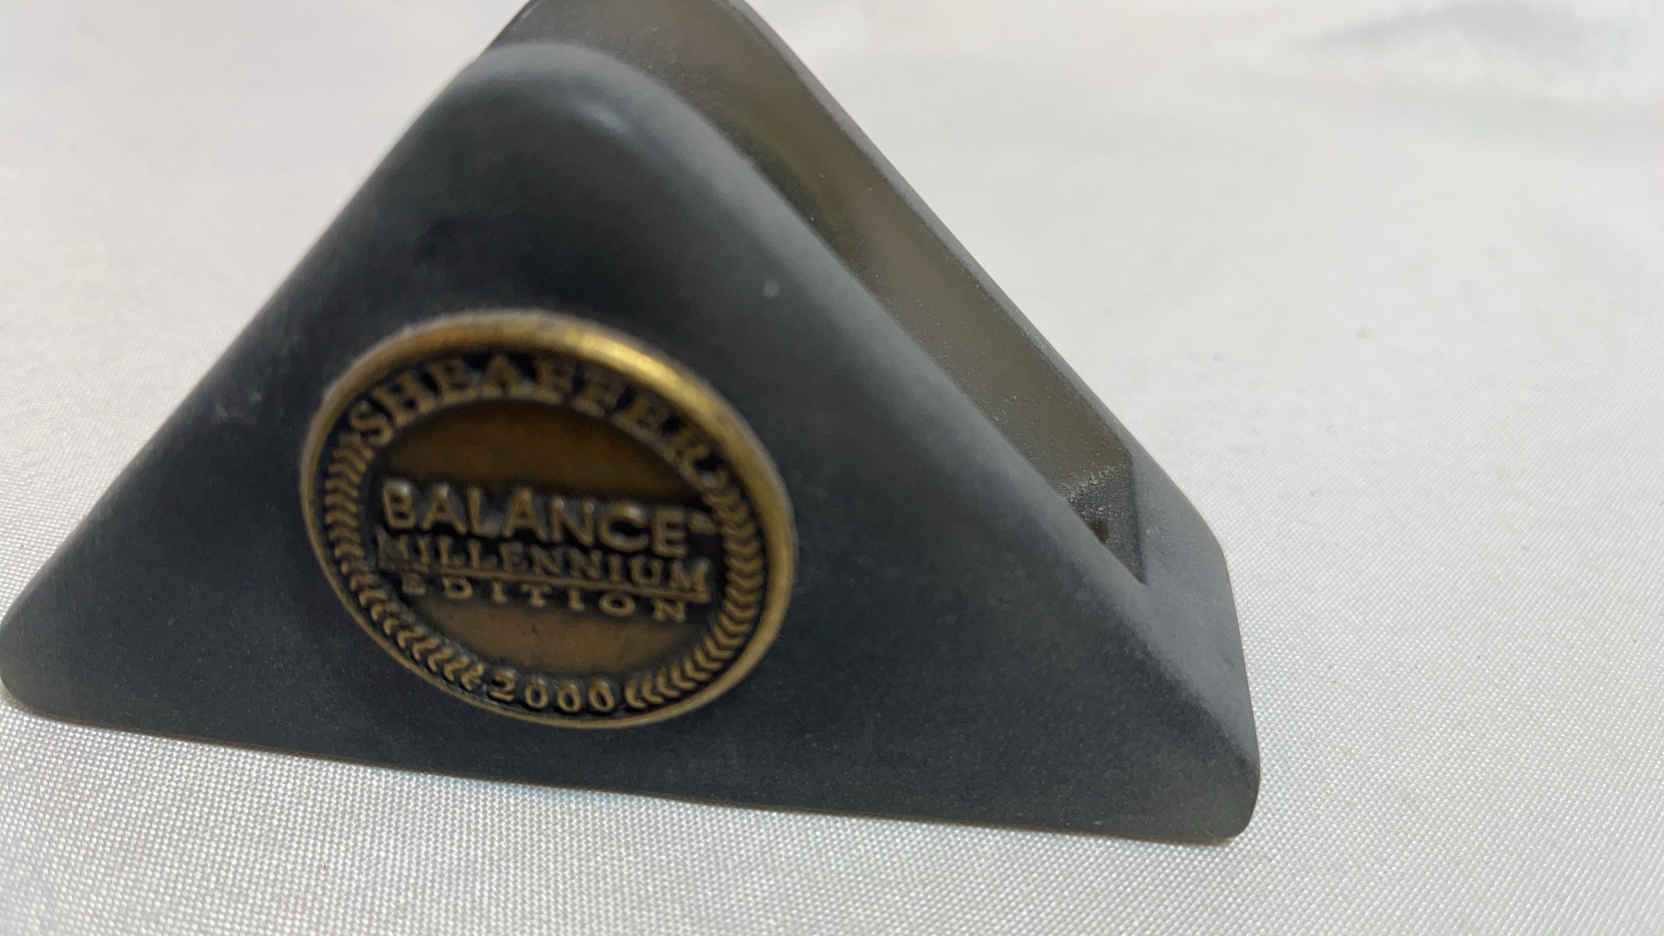 SHEAFFER
BALANCE®
MILLENNIUM
EDITION
2000